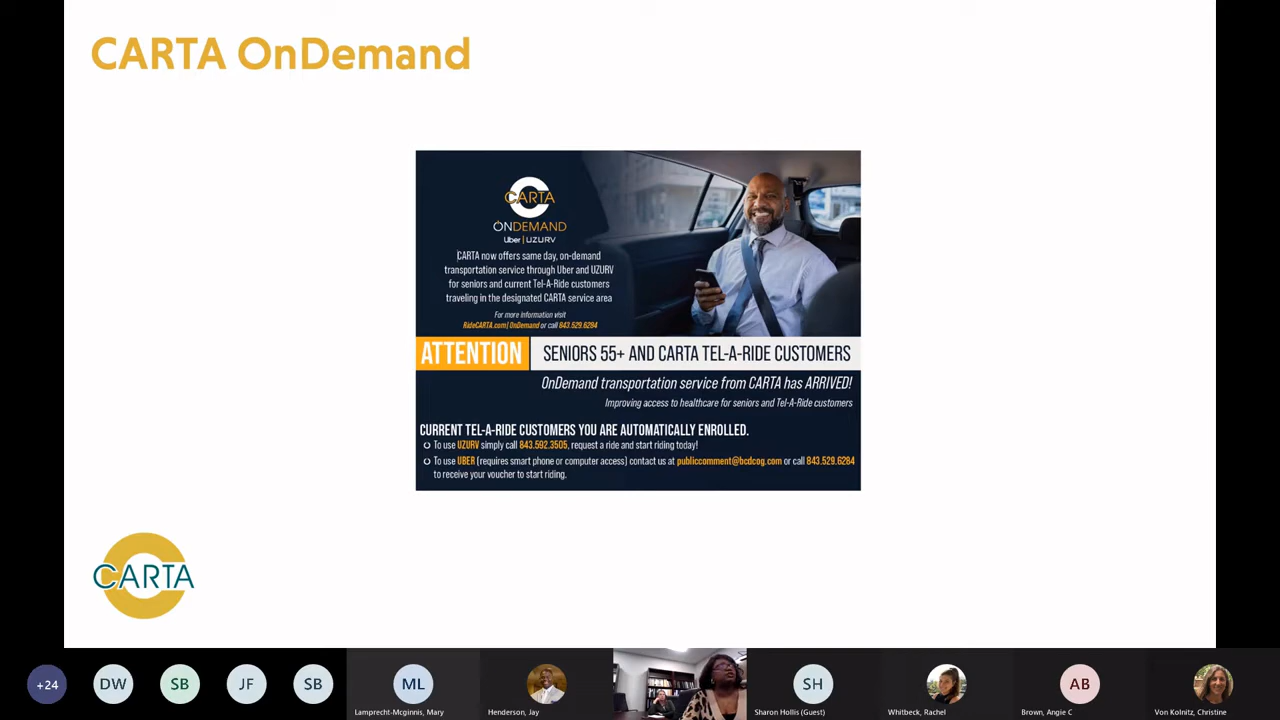 CARTA OnDemand
CARTA
ONDEMAND
Uber | UZURV
CARTA now offers same day, on-demand
transportation service through Uber and UZURV
for seniors and current Tel-A-Ride customers
traveling in the designated CARTA service area
For more information visit
RideCARTA.com|OnDemand or call 843.529.6284
ATTENTION
SENIORS 55+ AND CARTA TEL-A-RIDE CUSTOMERS
OnDemand transportation service from CARTA has ARRIVED!
Improving access to healthcare for seniors and Tel-A-Ride customers
CURRENT TEL-A-RIDE CUSTOMERS YOU ARE AUTOMATICALLY ENROLLED.
To use UZURV simply call 843.592.3505, request a ride and start riding today!
To use UBER (requires smart phone or computer access) contact us at publiccomment@bcdcog.com or call 843.529.6284
to receive your voucher to start riding.
CARTA
+24
DW
SB
JF
SB
ML
Lamprecht-Mcginnis, Mary
Henderson, Jay
SH
Sharon Hollis (Guest)
Whitbeck, Rachel
AB
Brown, Angie C
Von Kolnitz, Christine